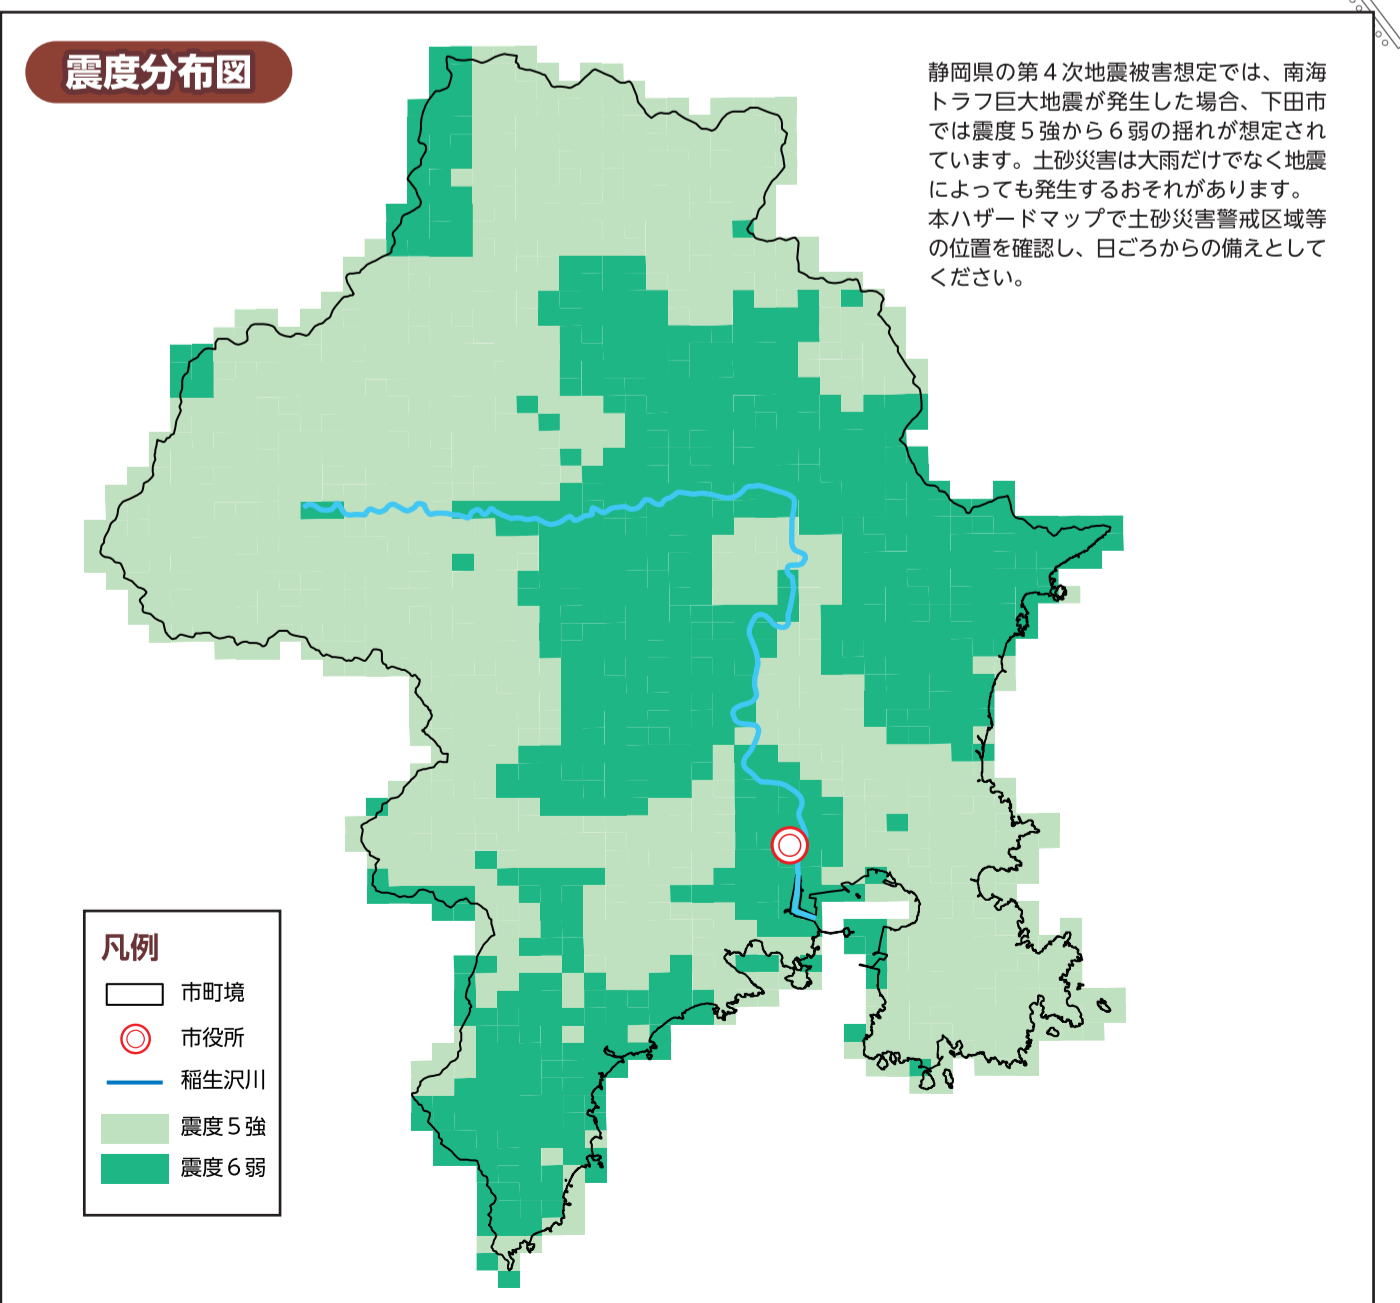 震度分布図
静岡県の第４次地震被害想定では、南海
トラフ巨大地震が発生した場合、下田市
では震度５強から６弱の揺れが想定され
ています。土砂災害は大雨だけでなく地震
によっても発生するおそれがあります。
本ハザードマップで土砂災害警戒区域等
の位置を確認し、日ごろからの備えとして
ください。
凡例
市町境
市役所
稲生沢川
震度５強
震度６弱